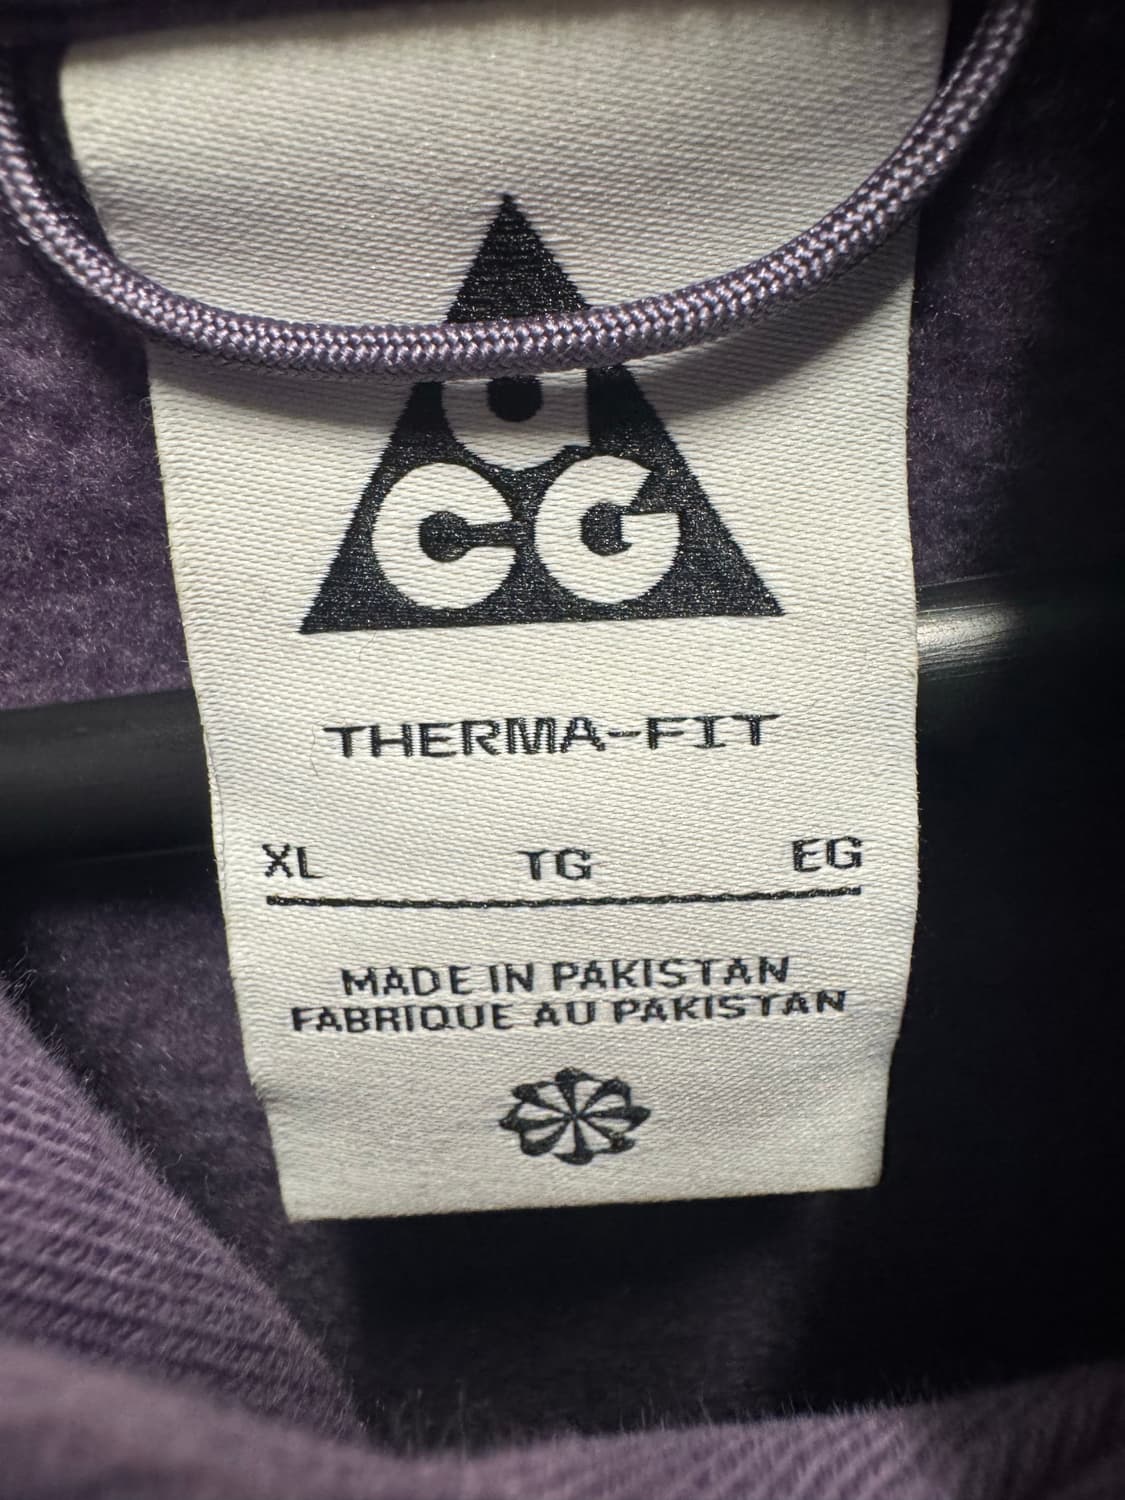 ACG
THERMA-FIT
XL TG EG
MADE IN PAKISTAN
FABRIQUE AU PAKISTAN